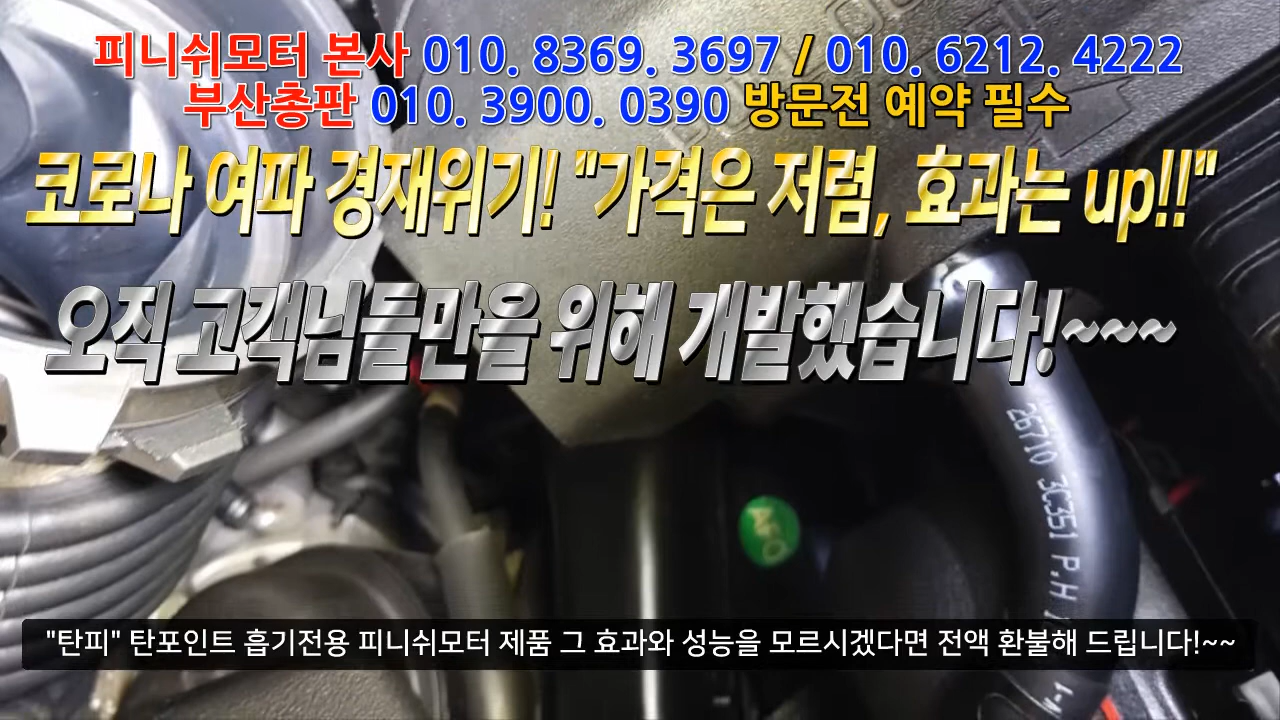 피니쉬모터 본사 010. 8369. 3697 / 010. 6212. 4222
부산총판 010. 3900. 0390 방문전 예약 필수
코로나 여파 경재위기! "가격은 저렴, 효과는 up!!"
오직 고객님들만을 위해 개발했습니다!~~~
26710 3C351 P.H
"탄피" 탄포인트 흡기전용 피니쉬모터 제품 그 효과와 성능을 모르시겠다면 전액 환불해 드립니다!~~